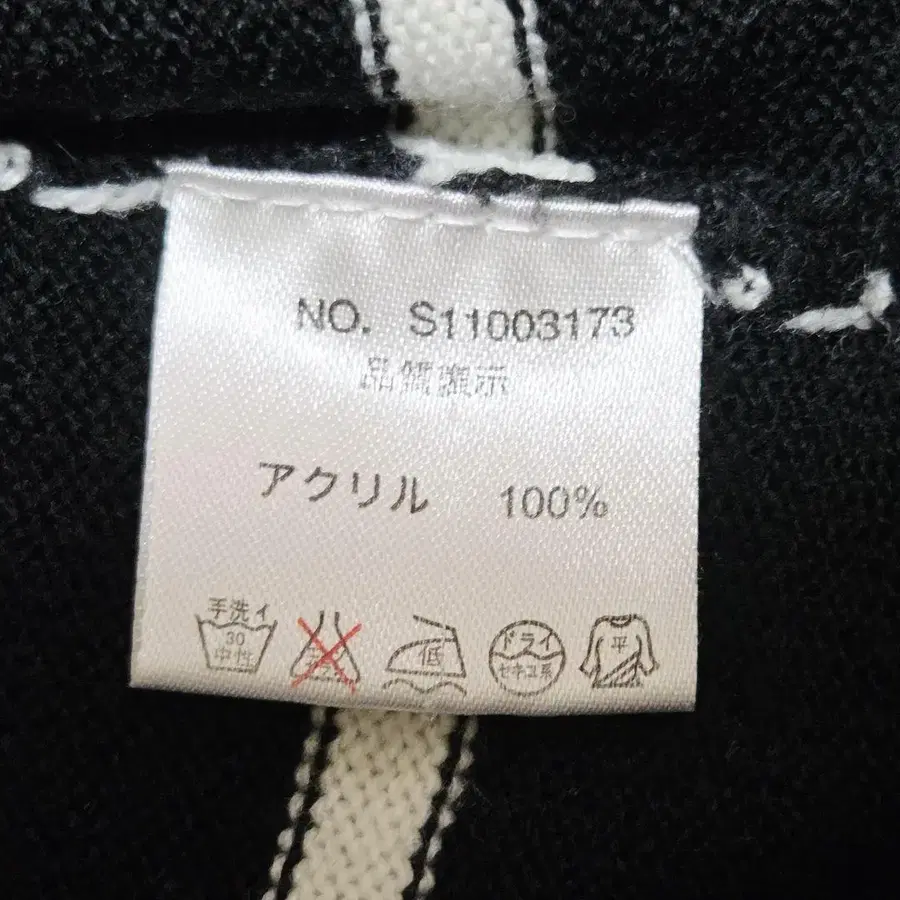 NO. S11003173
品質表示
アクリル 100%
手洗イ
30
中性
低
ドライ
セキユ系
平